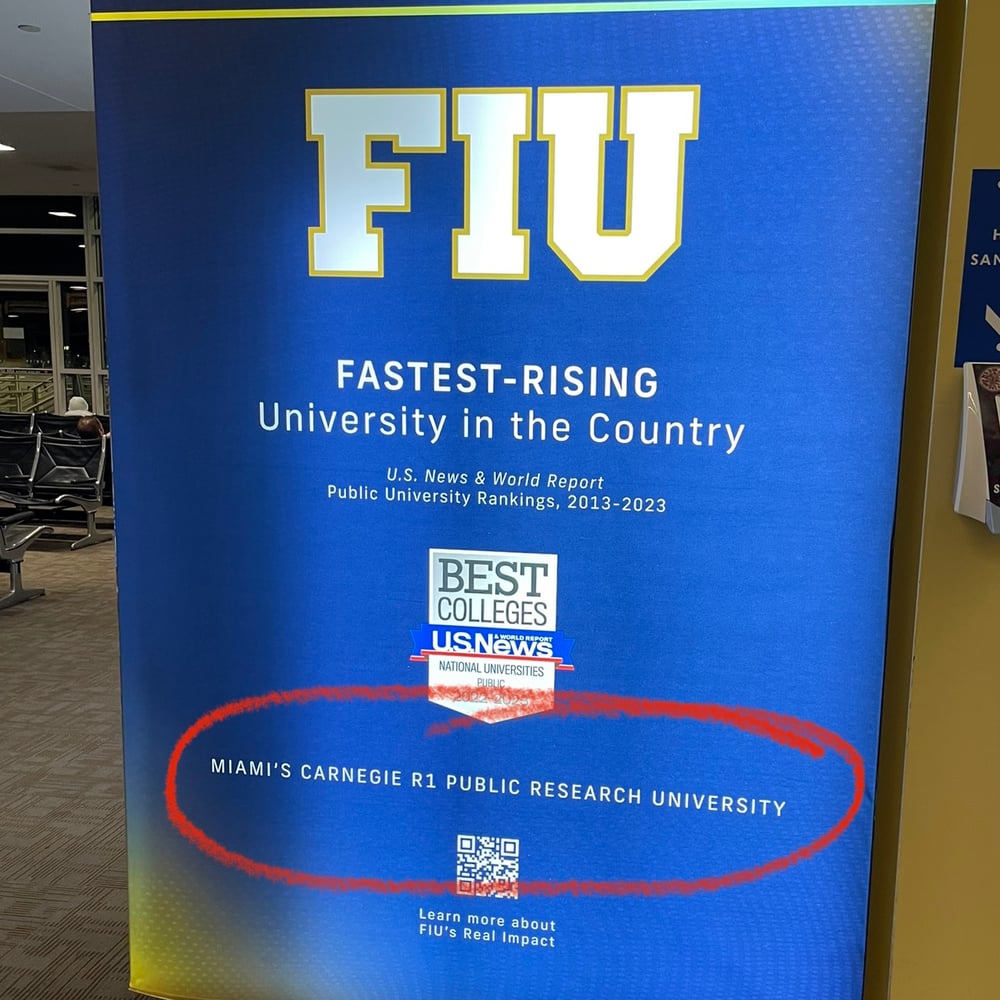 FIU
FASTEST-RISING
University in the Country
U.S. News & World Report
Public University Rankings, 2013-2023
BEST
COLLEGES
U.S.News & WORLD REPORT
NATIONAL UNIVERSITIES
PUBLIC
MIAMI'S CARNEGIE R1 PUBLIC RESEARCH UNIVERSITY
Learn more about
FIU's Real Impact